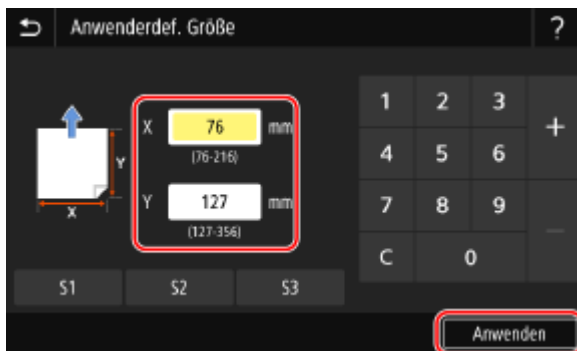 Anwenderdef. Größe
?
X 76 mm
(76-216)
Y 127 mm
(127-356)
Y
X
S1 S2 S3
1 2 3 +
4 5 6
7 8 9 -
C 0
Anwenden